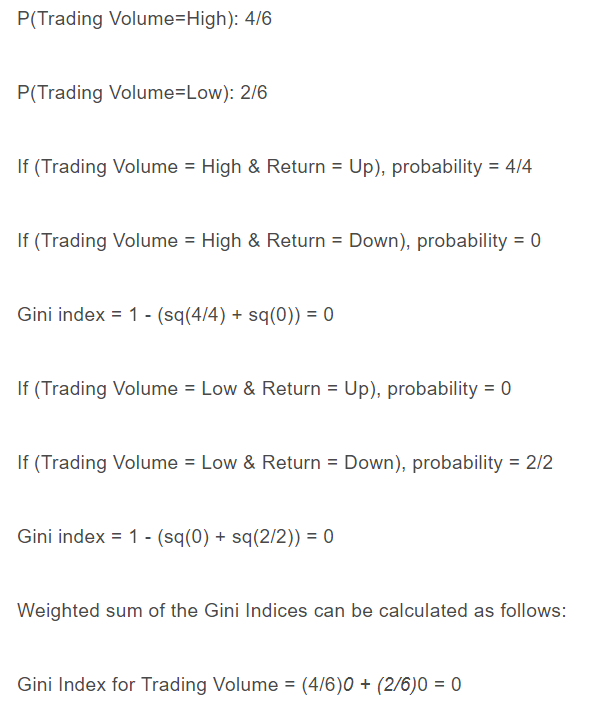 P(Trading Volume=High): 4/6
P(Trading Volume=Low): 2/6
If (Trading Volume = High & Return = Up), probability = 4/4
If (Trading Volume = High & Return = Down), probability = 0
Gini index = 1 - (sq(4/4) + sq(0)) = 0
If (Trading Volume = Low & Return = Up), probability = 0
If (Trading Volume = Low & Return = Down), probability = 2/2
Gini index = 1 - (sq(0) + sq(2/2)) = 0
Weighted sum of the Gini Indices can be calculated as follows:
Gini Index for Trading Volume = (4/6)0 + (2/6)0 = 0